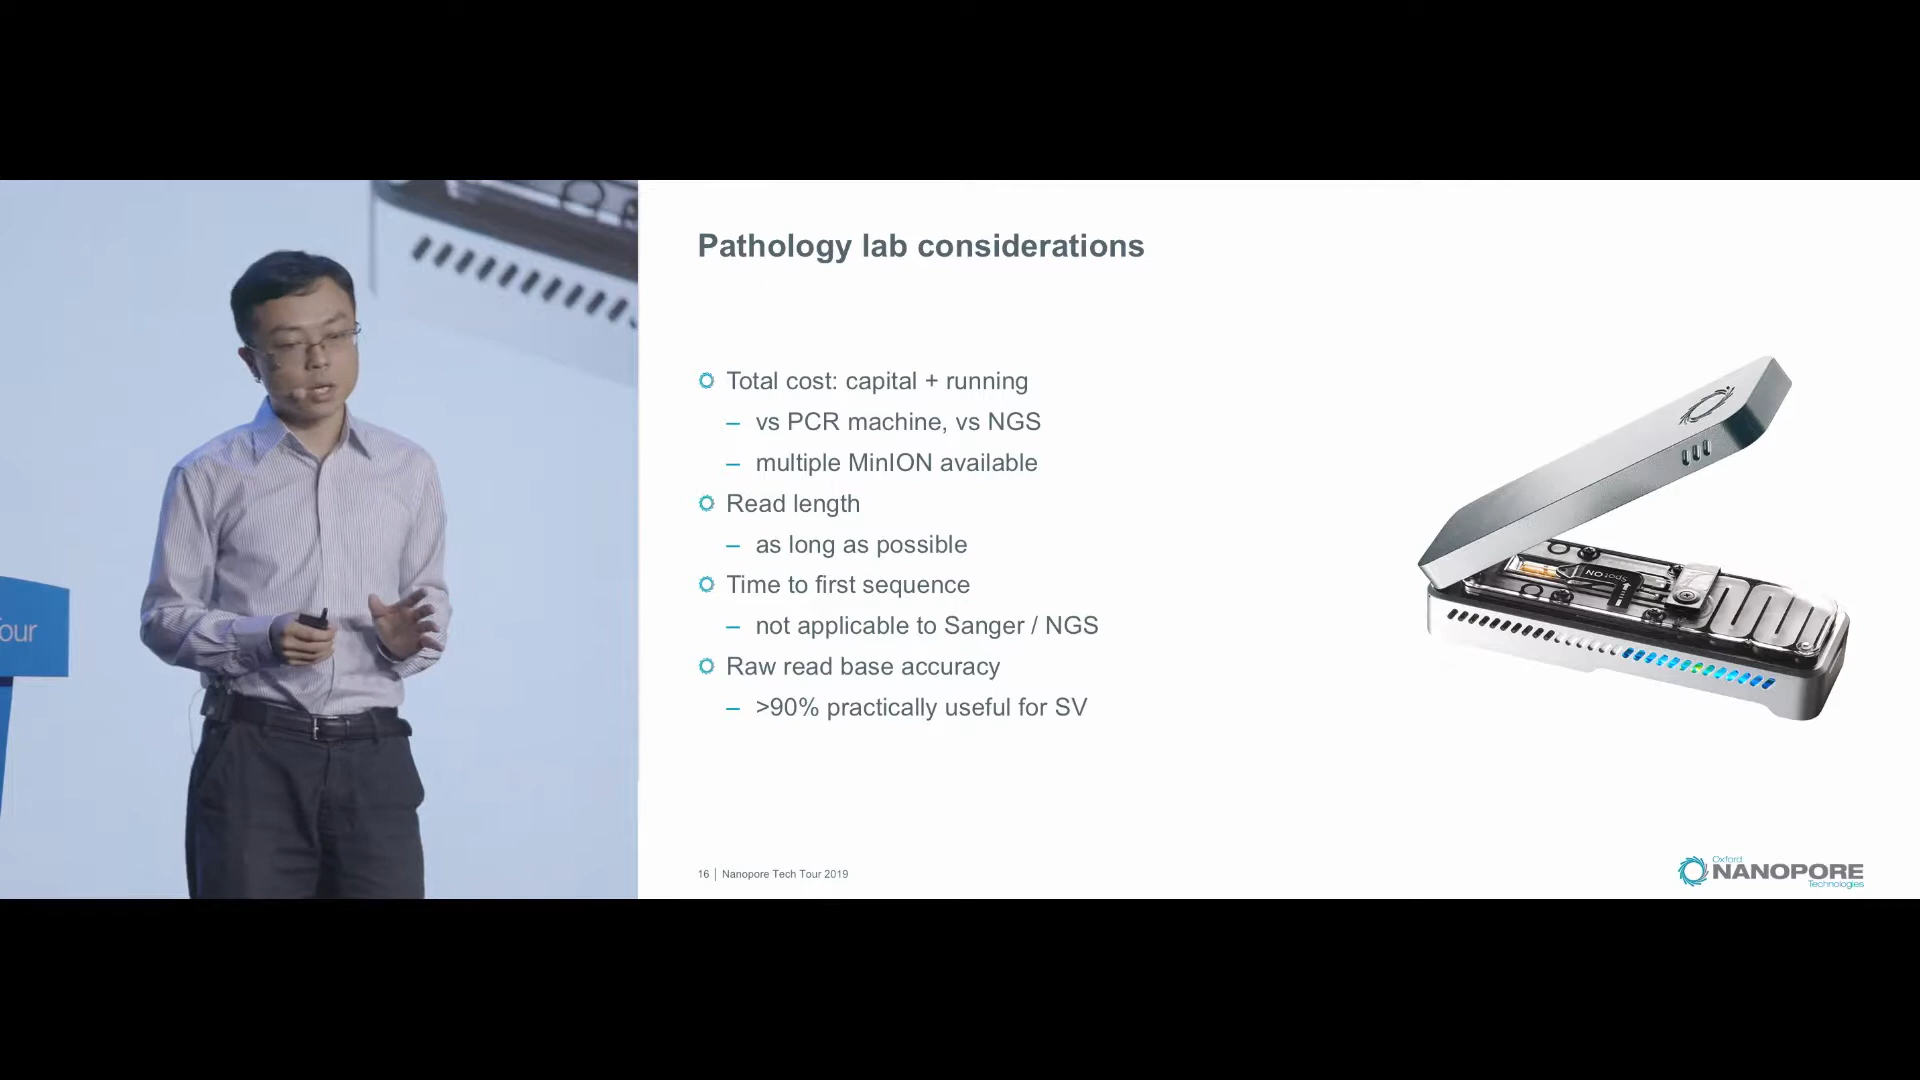 Pathology lab considerations
Total cost: capital + running
– vs PCR machine, vs NGS
– multiple MinION available
Read length
– as long as possible
Time to first sequence
– not applicable to Sanger / NGS
Raw read base accuracy
– >90% practically useful for SV
16 | Nanopore Tech Tour 2019
Oxford
NANOPORE
Technologies
our
SpotON